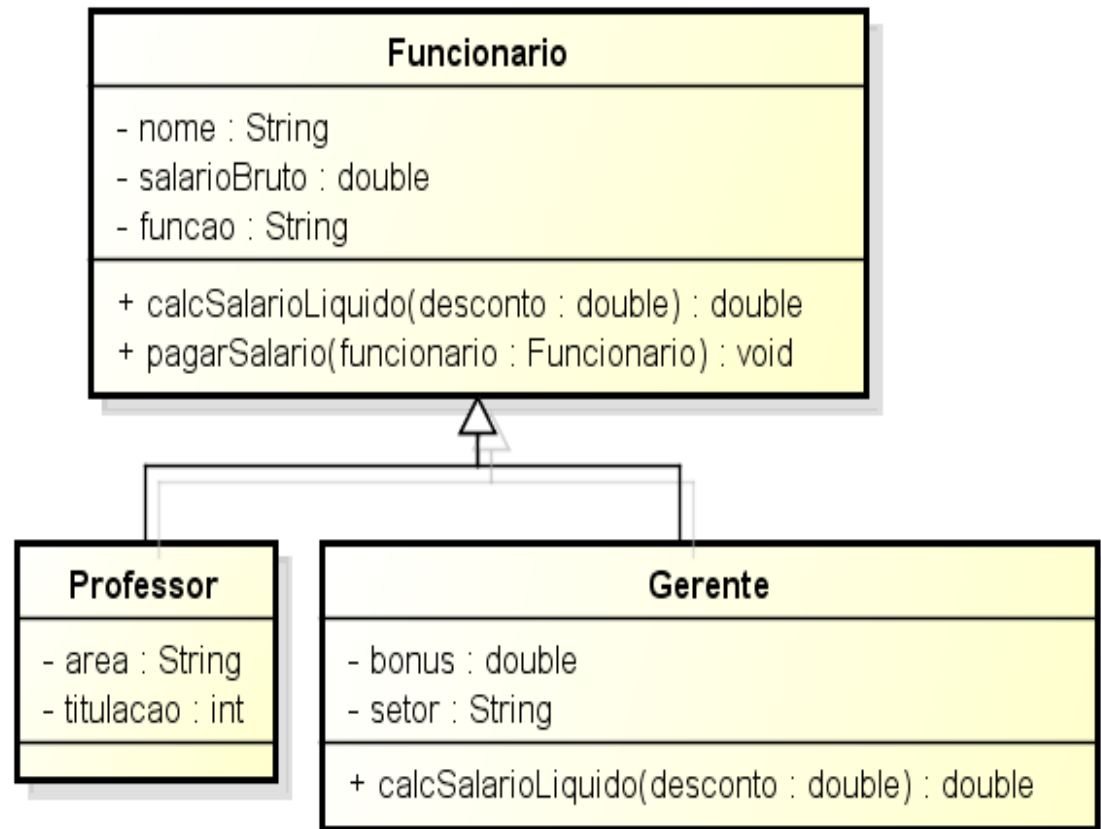 Funcionario
- nome : String
- salarioBruto : double
- funcao : String
+ calcSalarioLiquido(desconto : double) : double
+ pagarSalario(funcionario : Funcionario) : void
Professor
- area : String
- titulacao : int
Gerente
- bonus : double
- setor : String
+ calcSalarioLiquido(desconto : double) : double